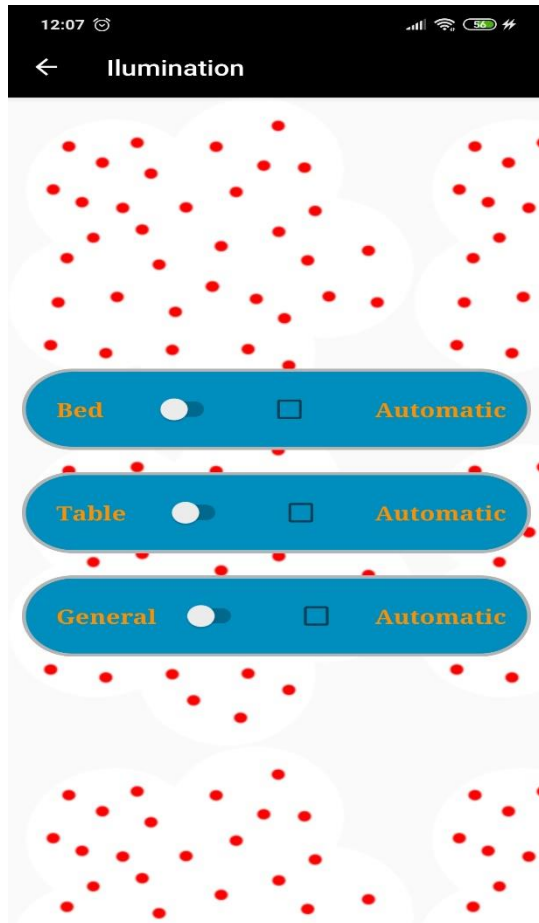 12:07 56
Ilumination
Bed Automatic
Table Automatic
General Automatic